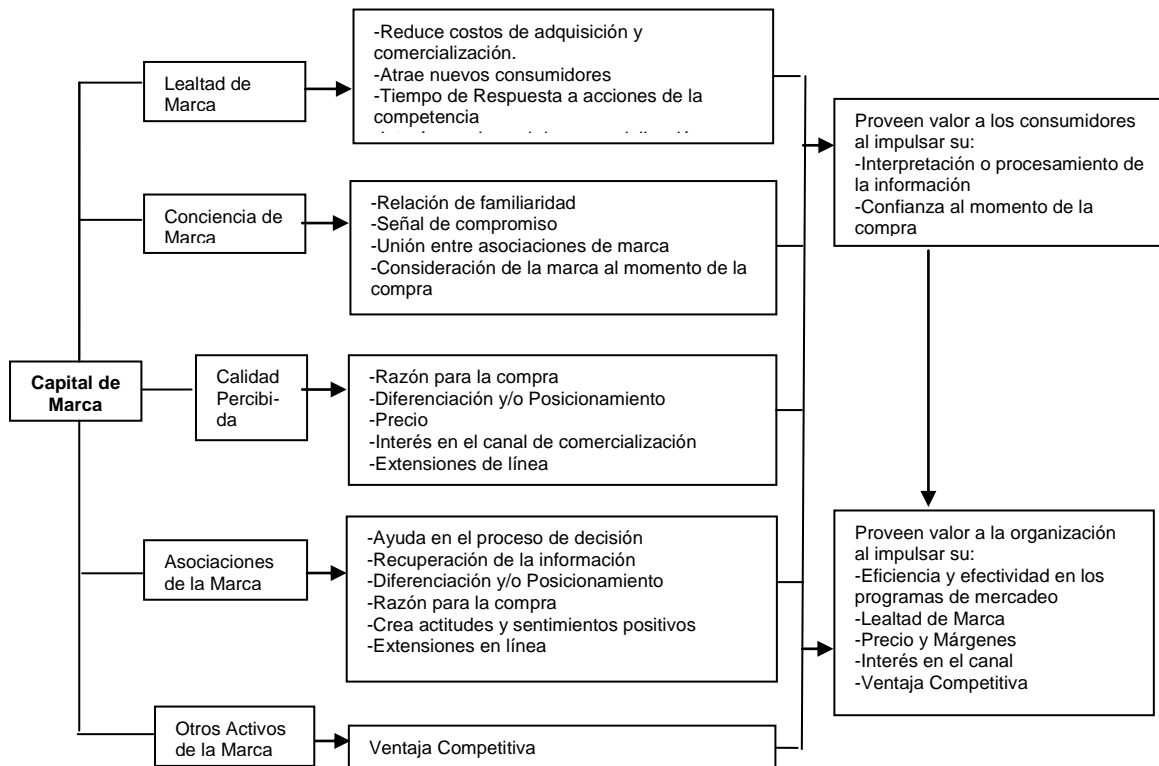 -Reduce costos de adquisición y
comercialización.
-Atrae nuevos consumidores
-Tiempo de Respuesta a acciones de la
competencia
Lealtad de
Marca
Proveen valor a los consumidores
al impulsar su:
-Interpretación o procesamiento de
la información
-Confianza al momento de la
compra
Conciencia de
Marca
-Relación de familiaridad
-Señal de compromiso
-Unión entre asociaciones de marca
-Consideración de la marca al momento de la
compra
Capital de
Marca
Calidad
Percibi-
da
-Razón para la compra
-Diferenciación y/o Posicionamiento
-Precio
-Interés en el canal de comercialización
-Extensiones de línea
Asociaciones
de la Marca
-Ayuda en el proceso de decisión
-Recuperación de la información
-Diferenciación y/o Posicionamiento
-Razón para la compra
-Crea actitudes y sentimientos positivos
-Extensiones en línea
Proveen valor a la organización
al impulsar su:
-Eficiencia y efectividad en los
programas de mercadeo
-Lealtad de Marca
-Precio y Márgenes
-Interés en el canal
-Ventaja Competitiva
Otros Activos
de la Marca
Ventaja Competitiva